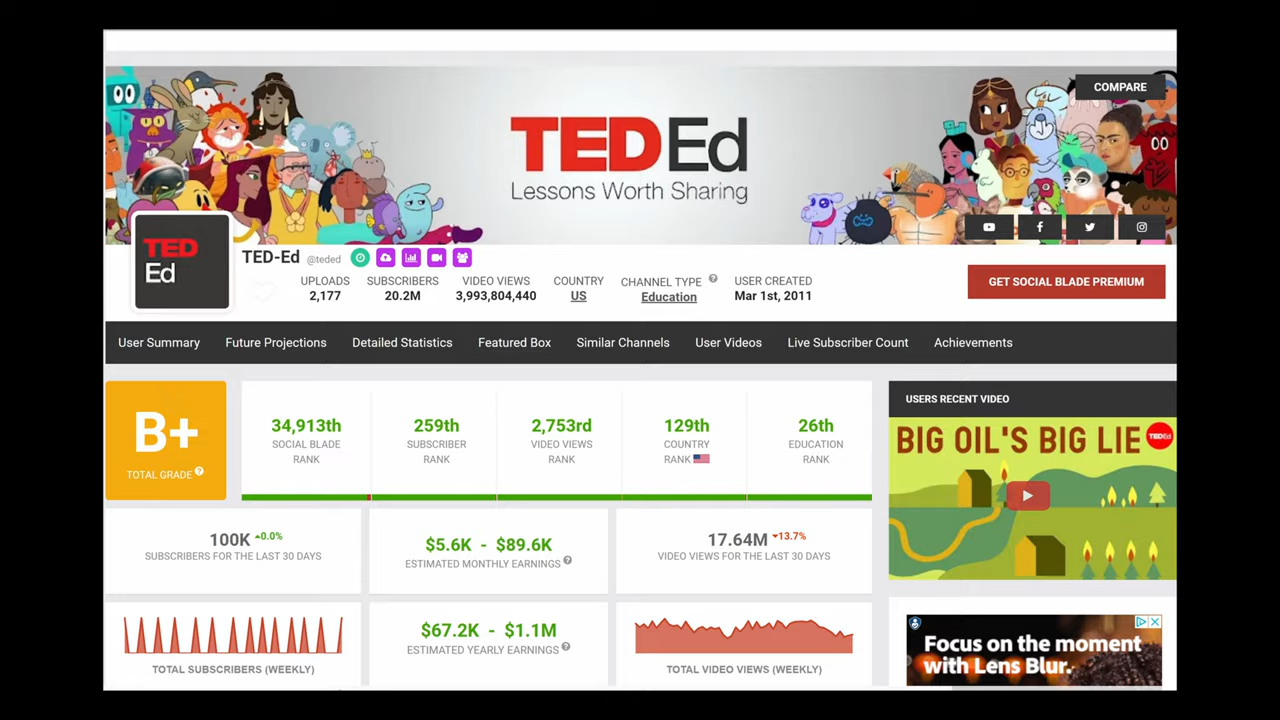 COMPARE
TED Ed
Lessons Worth Sharing
TED
Ed
TED-Ed @teded
UPLOADS
2,177
SUBSCRIBERS
20.2M
VIDEO VIEWS
3,993,804,440
COUNTRY
US
CHANNEL TYPE ?
Education
USER CREATED
Mar 1st, 2011
GET SOCIAL BLADE PREMIUM
User Summary Future Projections Detailed Statistics Featured Box Similar Channels User Videos Live Subscriber Count Achievements
B+
TOTAL GRADE ?
34,913th
SOCIAL BLADE
RANK
259th
SUBSCRIBER
RANK
2,753rd
VIDEO VIEWS
RANK
129th
COUNTRY
RANK
26th
EDUCATION
RANK
USERS RECENT VIDEO
BIG OIL'S BIG LIE
TEDEd
100K 0.0%
SUBSCRIBERS FOR THE LAST 30 DAYS
$5.6K - $89.6K
ESTIMATED MONTHLY EARNINGS ?
17.64M 13.7%
VIDEO VIEWS FOR THE LAST 30 DAYS
TOTAL SUBSCRIBERS (WEEKLY)
$67.2K - $1.1M
ESTIMATED YEARLY EARNINGS ?
TOTAL VIDEO VIEWS (WEEKLY)
Focus on the moment
with Lens Blur.